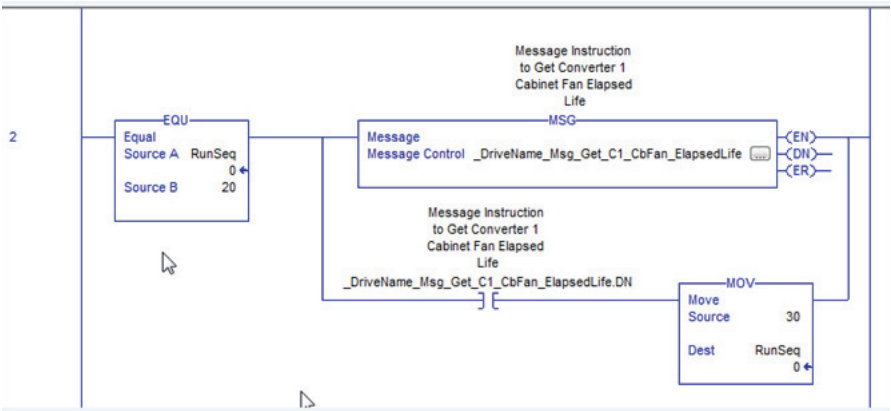 Message Instruction
to Get Converter 1
Cabinet Fan Elapsed
Life
2
EQU
Equal
Source A RunSeq
0
Source B 20
MSG
Message
Message Control _DriveName_Msg_Get_C1_CbFan_ElapsedLife ...
(EN)
(DN)
(ER)
Message Instruction
to Get Converter 1
Cabinet Fan Elapsed
Life
_DriveName_Msg_Get_C1_CbFan_ElapsedLife.DN
MOV
Move
Source 30
Dest RunSeq
0